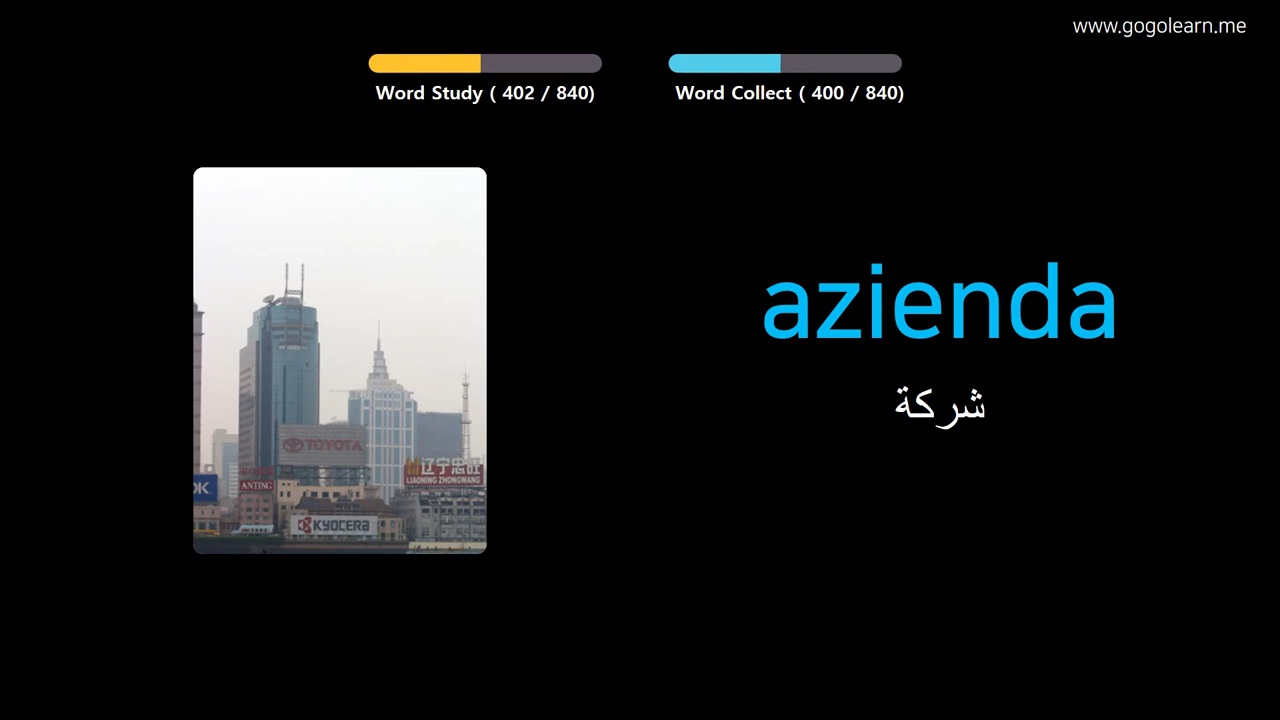 www.gogolearn.me
Word Study ( 402 / 840)
Word Collect ( 400 / 840)
azienda
شركة
TOYOTA
辽宁忠旺
LIAONING ZHONGWANG
OK
ANTING
KYOCERA